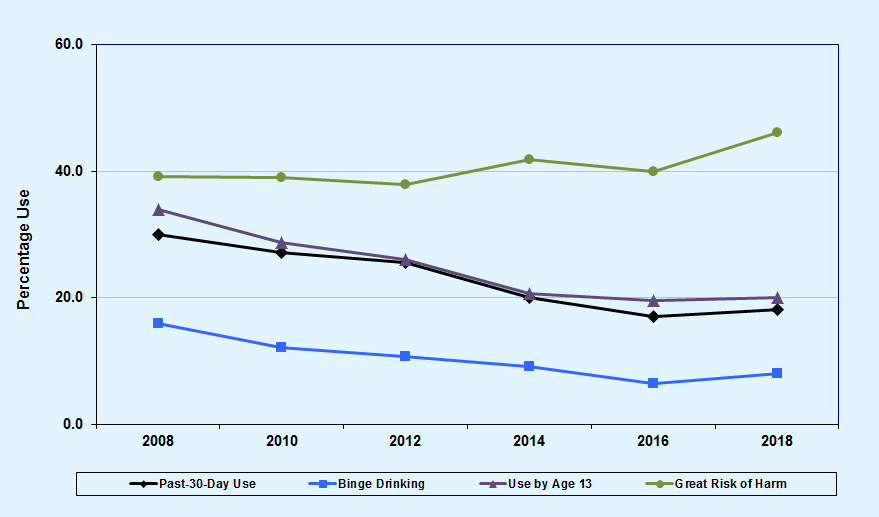 60.0
40.0
20.0
0.0
Percentage Use
2008 2010 2012 2014 2016 2018
Past-30-Day Use Binge Drinking Use by Age 13 Great Risk of Harm